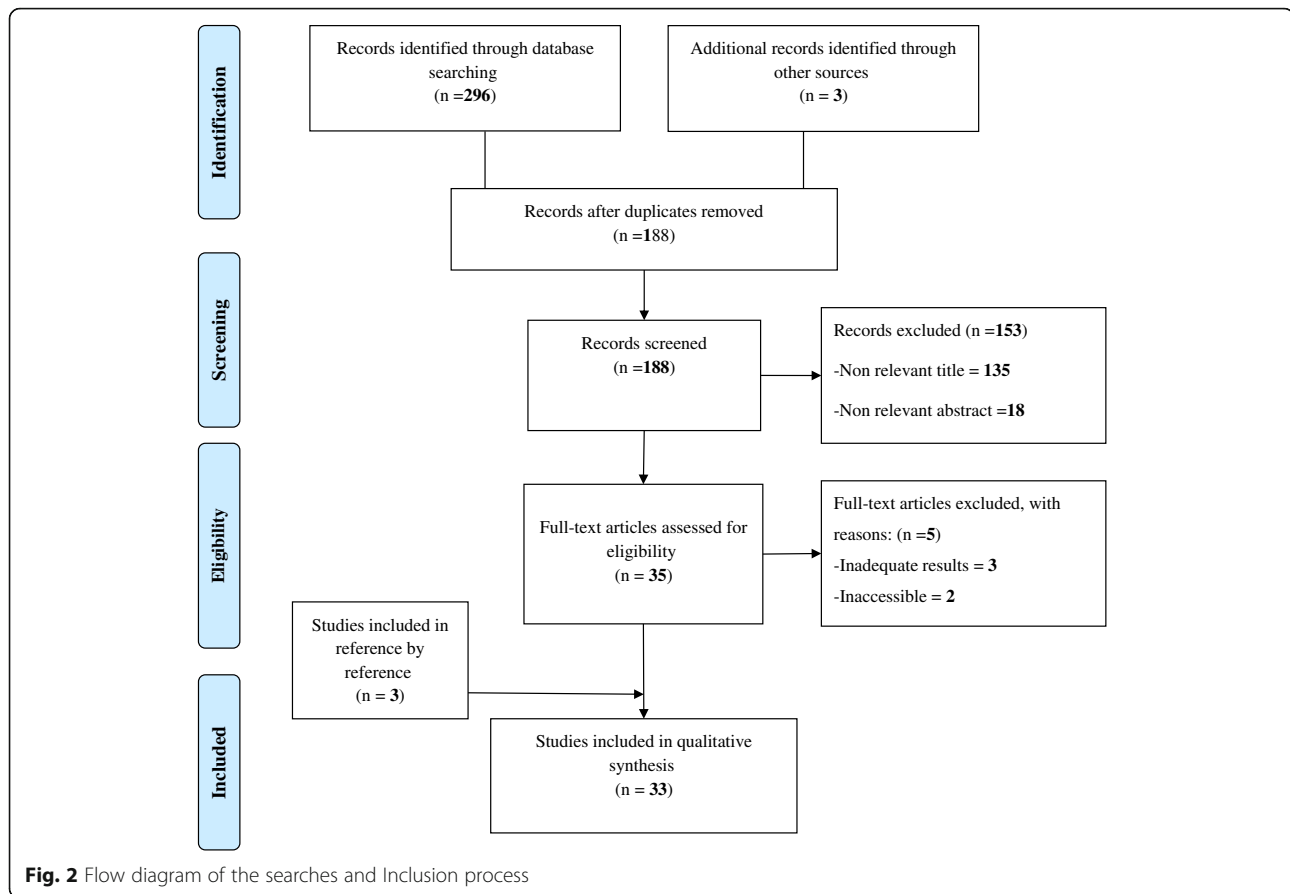 Identification
Records identified through database
searching
(n =296)
Additional records identified through
other sources
(n = 3)
Records after duplicates removed
(n =188)
Screening
Records screened
(n =188)
Records excluded (n =153)
-Non relevant title = 135
-Non relevant abstract =18
Eligibility
Full-text articles assessed for
eligibility
(n = 35)
Full-text articles excluded, with
reasons: (n =5)
-Inadequate results = 3
-Inaccessible = 2
Studies included in
reference by
reference
(n = 3)
Included
Studies included in qualitative
synthesis
(n = 33)
Fig. 2 Flow diagram of the searches and Inclusion process